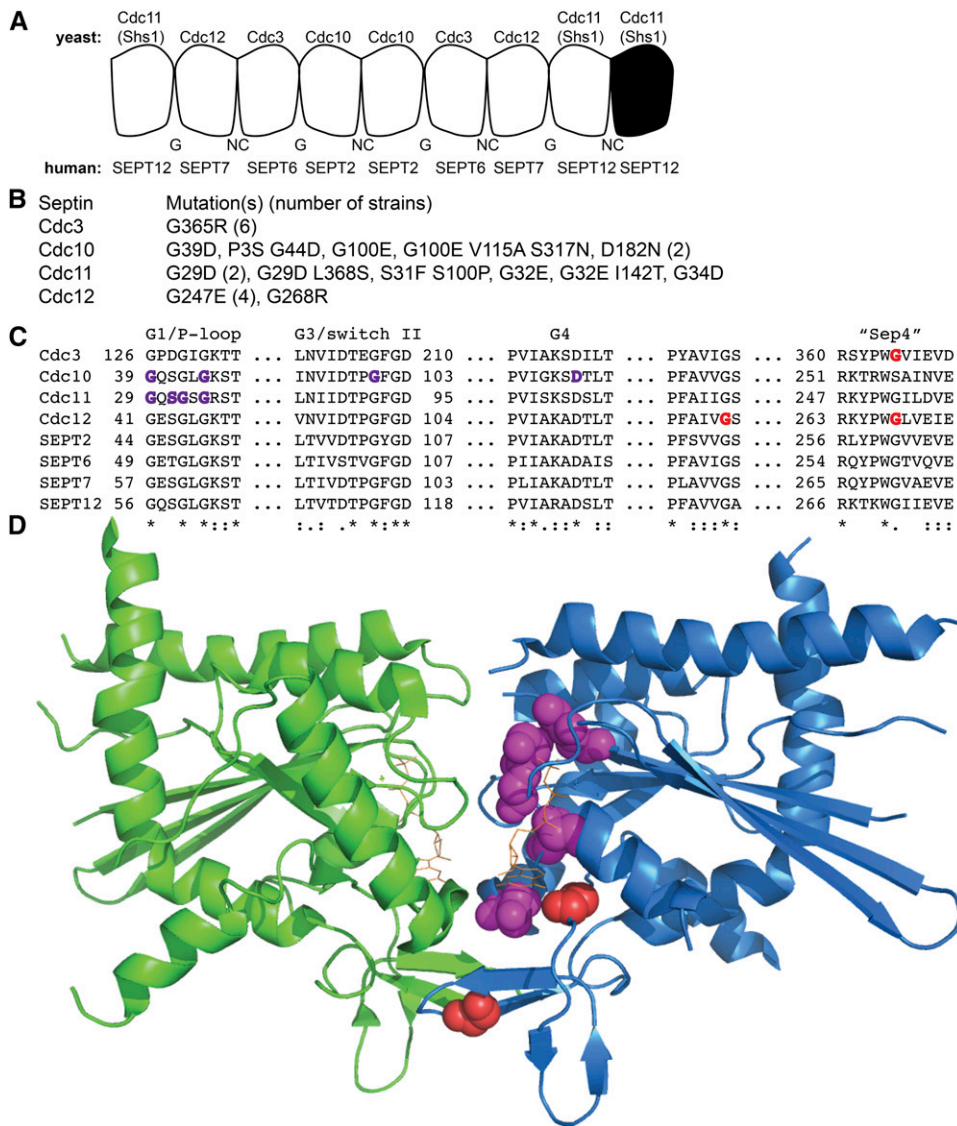 A
Cdc11 Cdc11 Cdc11
yeast: (Shs1) Cdc12 Cdc3 Cdc10 Cdc10 Cdc3 Cdc12 (Shs1) (Shs1)
G NC G NC G NC G NC
human: SEPT12 SEPT7 SEPT6 SEPT2 SEPT2 SEPT6 SEPT7 SEPT12 SEPT12
B Septin Mutation(s) (number of strains)
Cdc3 G365R (6)
Cdc10 G39D, P3S G44D, G100E, G100E V115A S317N, D182N (2)
Cdc11 G29D (2), G29D L368S, S31F S100P, G32E, G32E I142T, G34D
Cdc12 G247E (4), G268R
C G1/P-loop G3/switch II G4 “Sep4”
Cdc3 126 GPDGIGKTT ... LNVIDTEGFGD 210 ... PVIAKSDILT ... PYAVIGS ... 360 RSYPWGVIEVD
Cdc10 39 GQSGLGKST ... INVIDTPGFGD 103 ... PVIGKSDTLT ... PFAVVGS ... 251 RKTRWSAINVE
Cdc11 29 GQSGSGRST ... LNVIDTPGFGD 95 ... PVISKSDSLT ... PFAIIGS ... 247 RKYPWGILDVE
Cdc12 41 GESGLGKTT ... VNVIDTPGFGD 104 ... PVIAKADTLT ... PFAIVGS ... 263 RKYPWGLVEIE
SEPT2 44 GESGLGKST ... LTVVDTPGYGD 107 ... PVIAKADTLT ... PFSVVGS ... 256 RLYPWGVVEVE
SEPT6 49 GETGLGKST ... LTIVSTVGFGD 107 ... PIIAKADAIS ... PFAVIGS ... 254 RQYPWGTVQVE
SEPT7 57 GESGLGKST ... LTIVDTPGFGD 103 ... PLIAKADTLT ... PLAVVGS ... 265 RQYPWGVAEVE
SEPT12 56 GQSGLGKST ... LTVTDTPGFGD 118 ... PVIARADSLT ... PFAVVGA ... 266 RKTKWGIIEVE
* * *:::* :.: .*.* *:** *:*.::* :: * :**: * *. :::
D